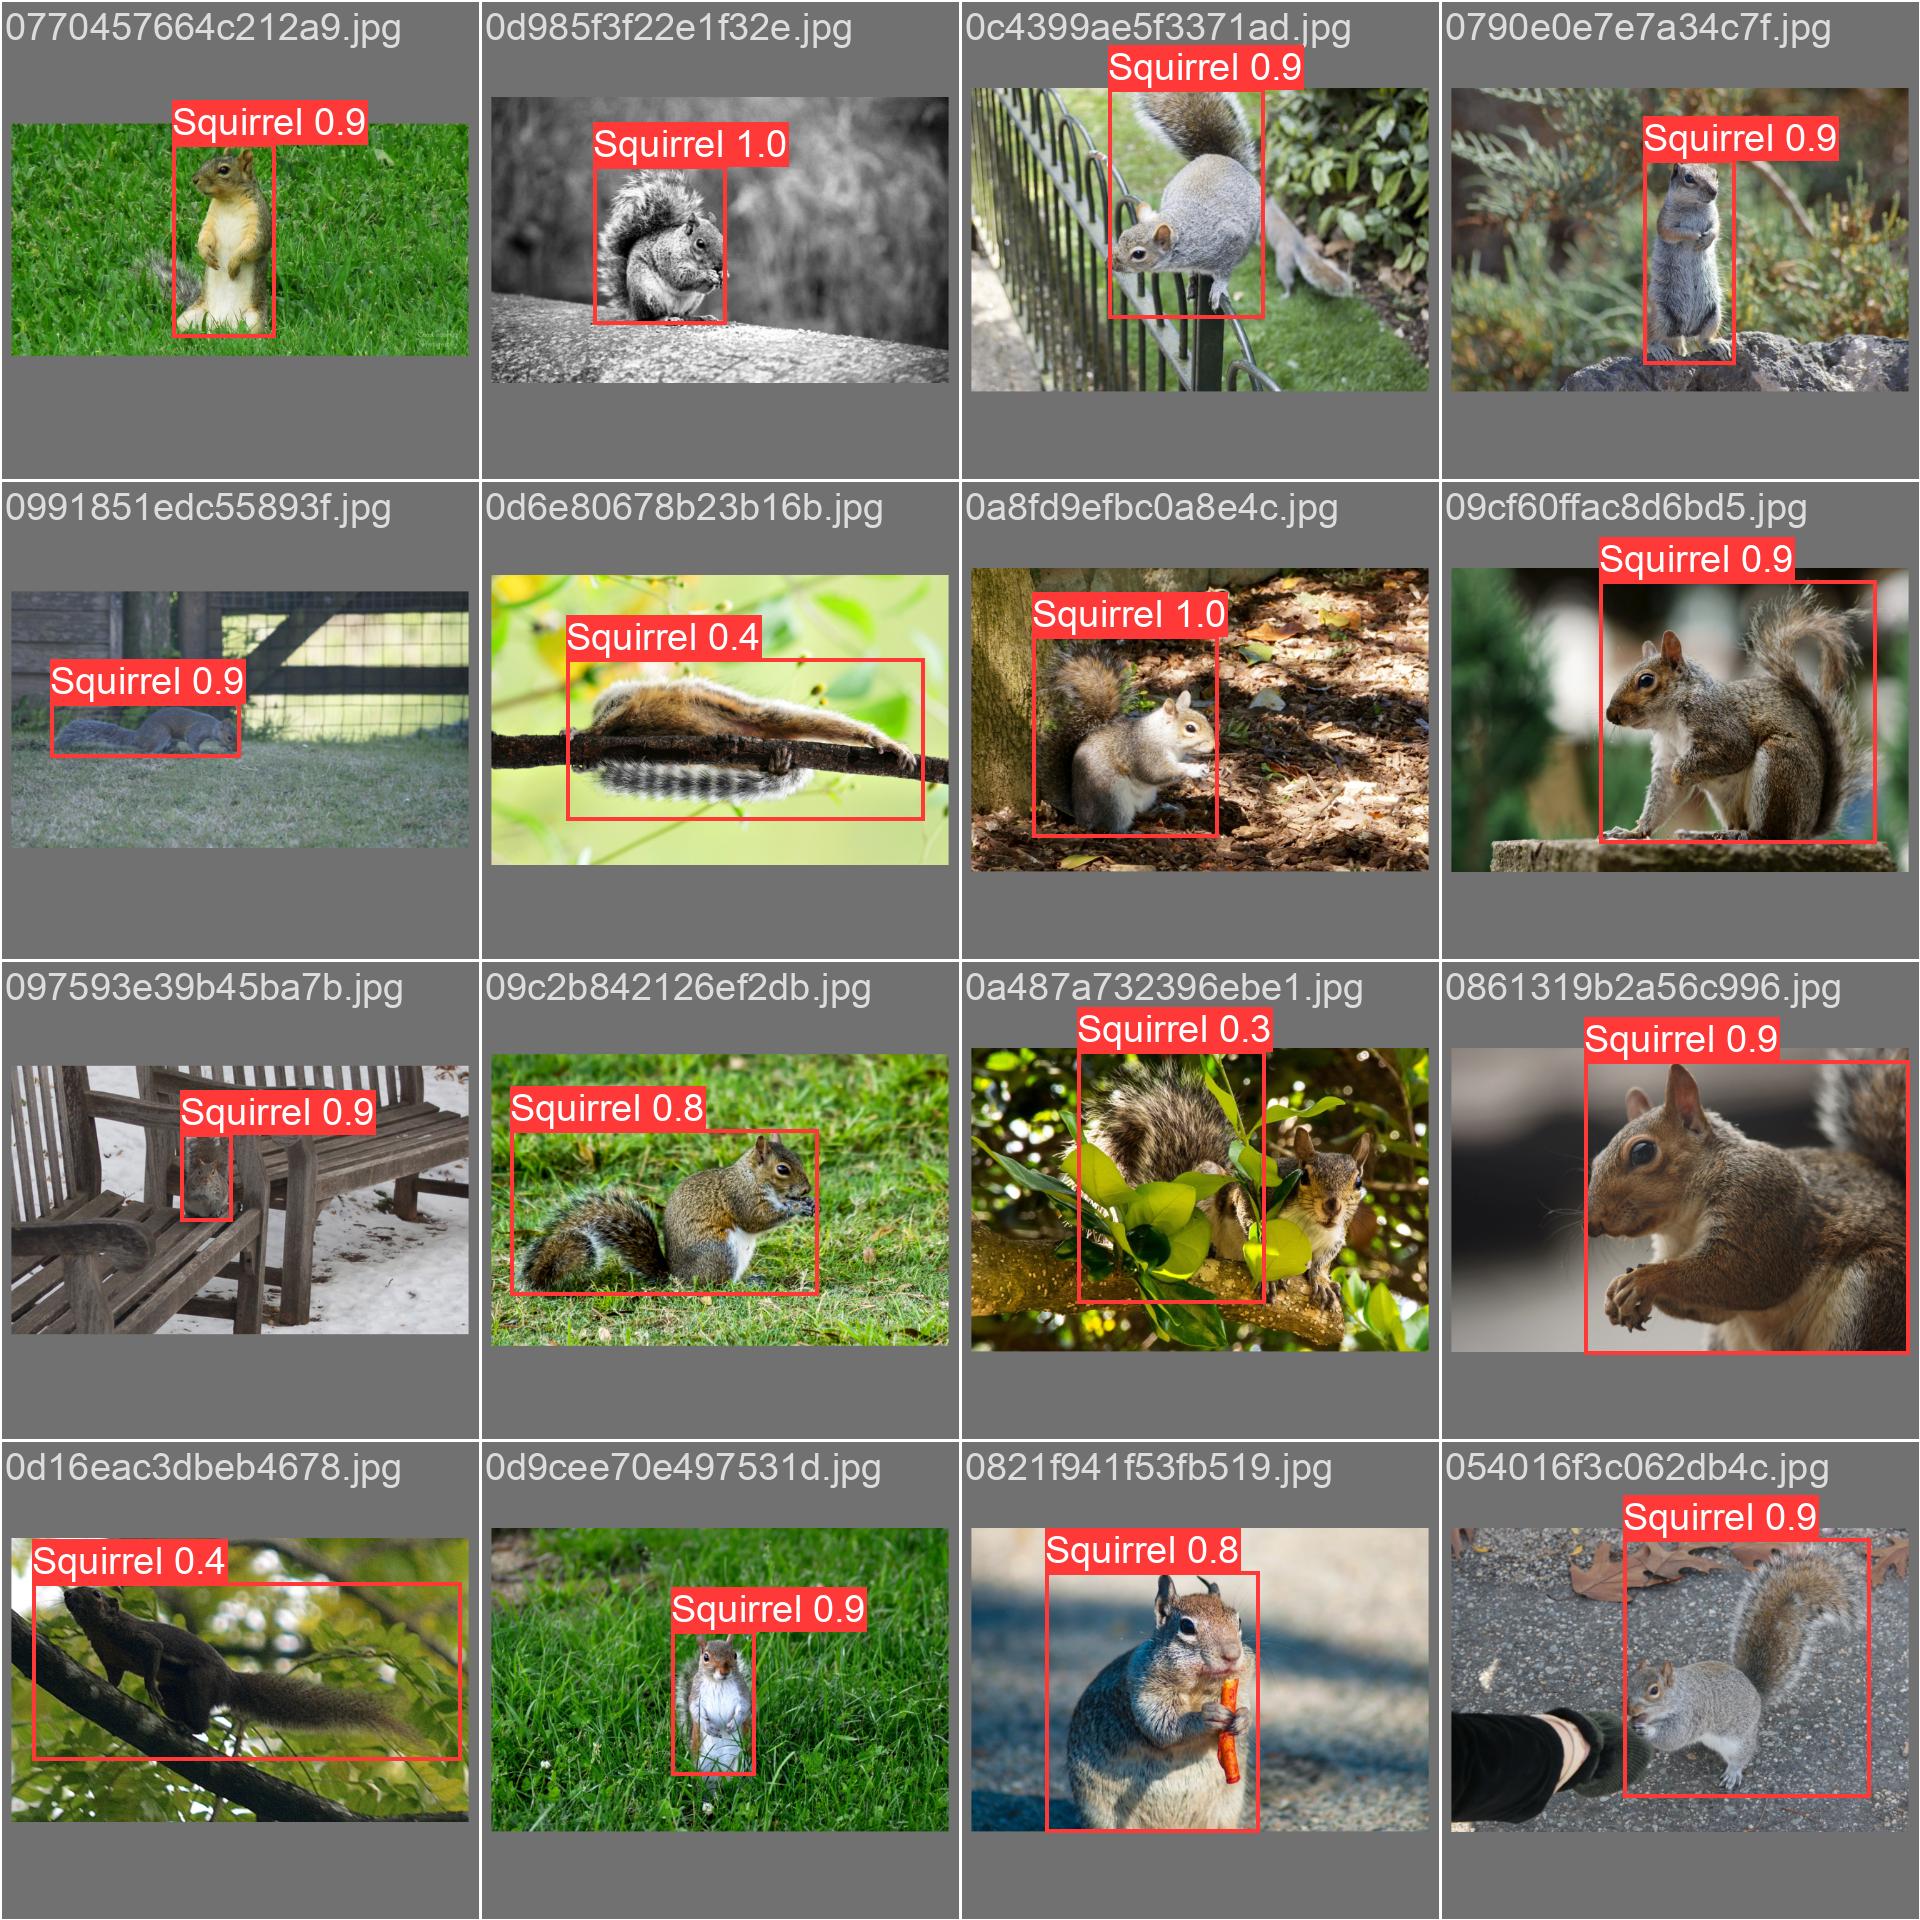 0770457664c212a9.jpg
Squirrel 0.9
0d985f3f22e1f32e.jpg
Squirrel 1.0
0c4399ae5f3371ad.jpg
Squirrel 0.9
0790e0e7e7a34c7f.jpg
Squirrel 0.9
0991851edc55893f.jpg
Squirrel 0.9
0d6e80678b23b16b.jpg
Squirrel 0.4
0a8fd9efbc0a8e4c.jpg
Squirrel 1.0
09cf60ffac8d6bd5.jpg
Squirrel 0.9
097593e39b45ba7b.jpg
Squirrel 0.9
09c2b842126ef2db.jpg
Squirrel 0.8
0a487a732396ebe1.jpg
Squirrel 0.3
0861319b2a56c996.jpg
Squirrel 0.9
0d16eac3dbeb4678.jpg
Squirrel 0.4
0d9cee70e497531d.jpg
Squirrel 0.9
0821f941f53fb519.jpg
Squirrel 0.8
054016f3c062db4c.jpg
Squirrel 0.9